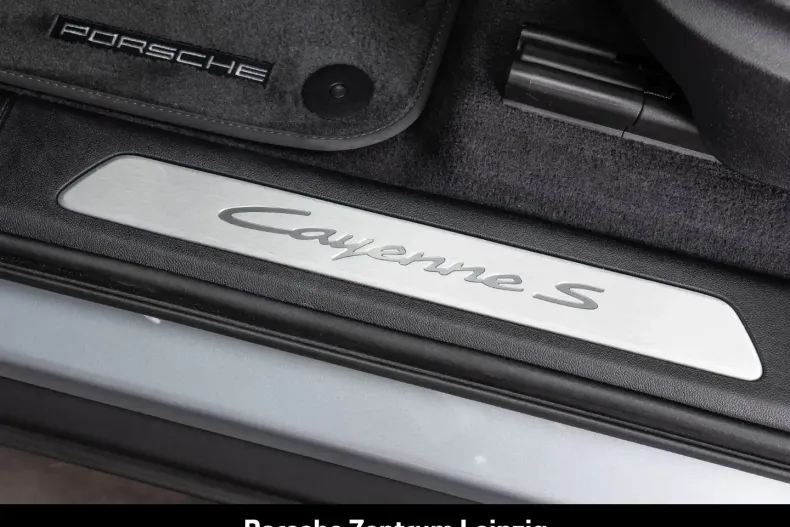 PORSCHE
Cayenne S
Porsche Zentrum Leipzig